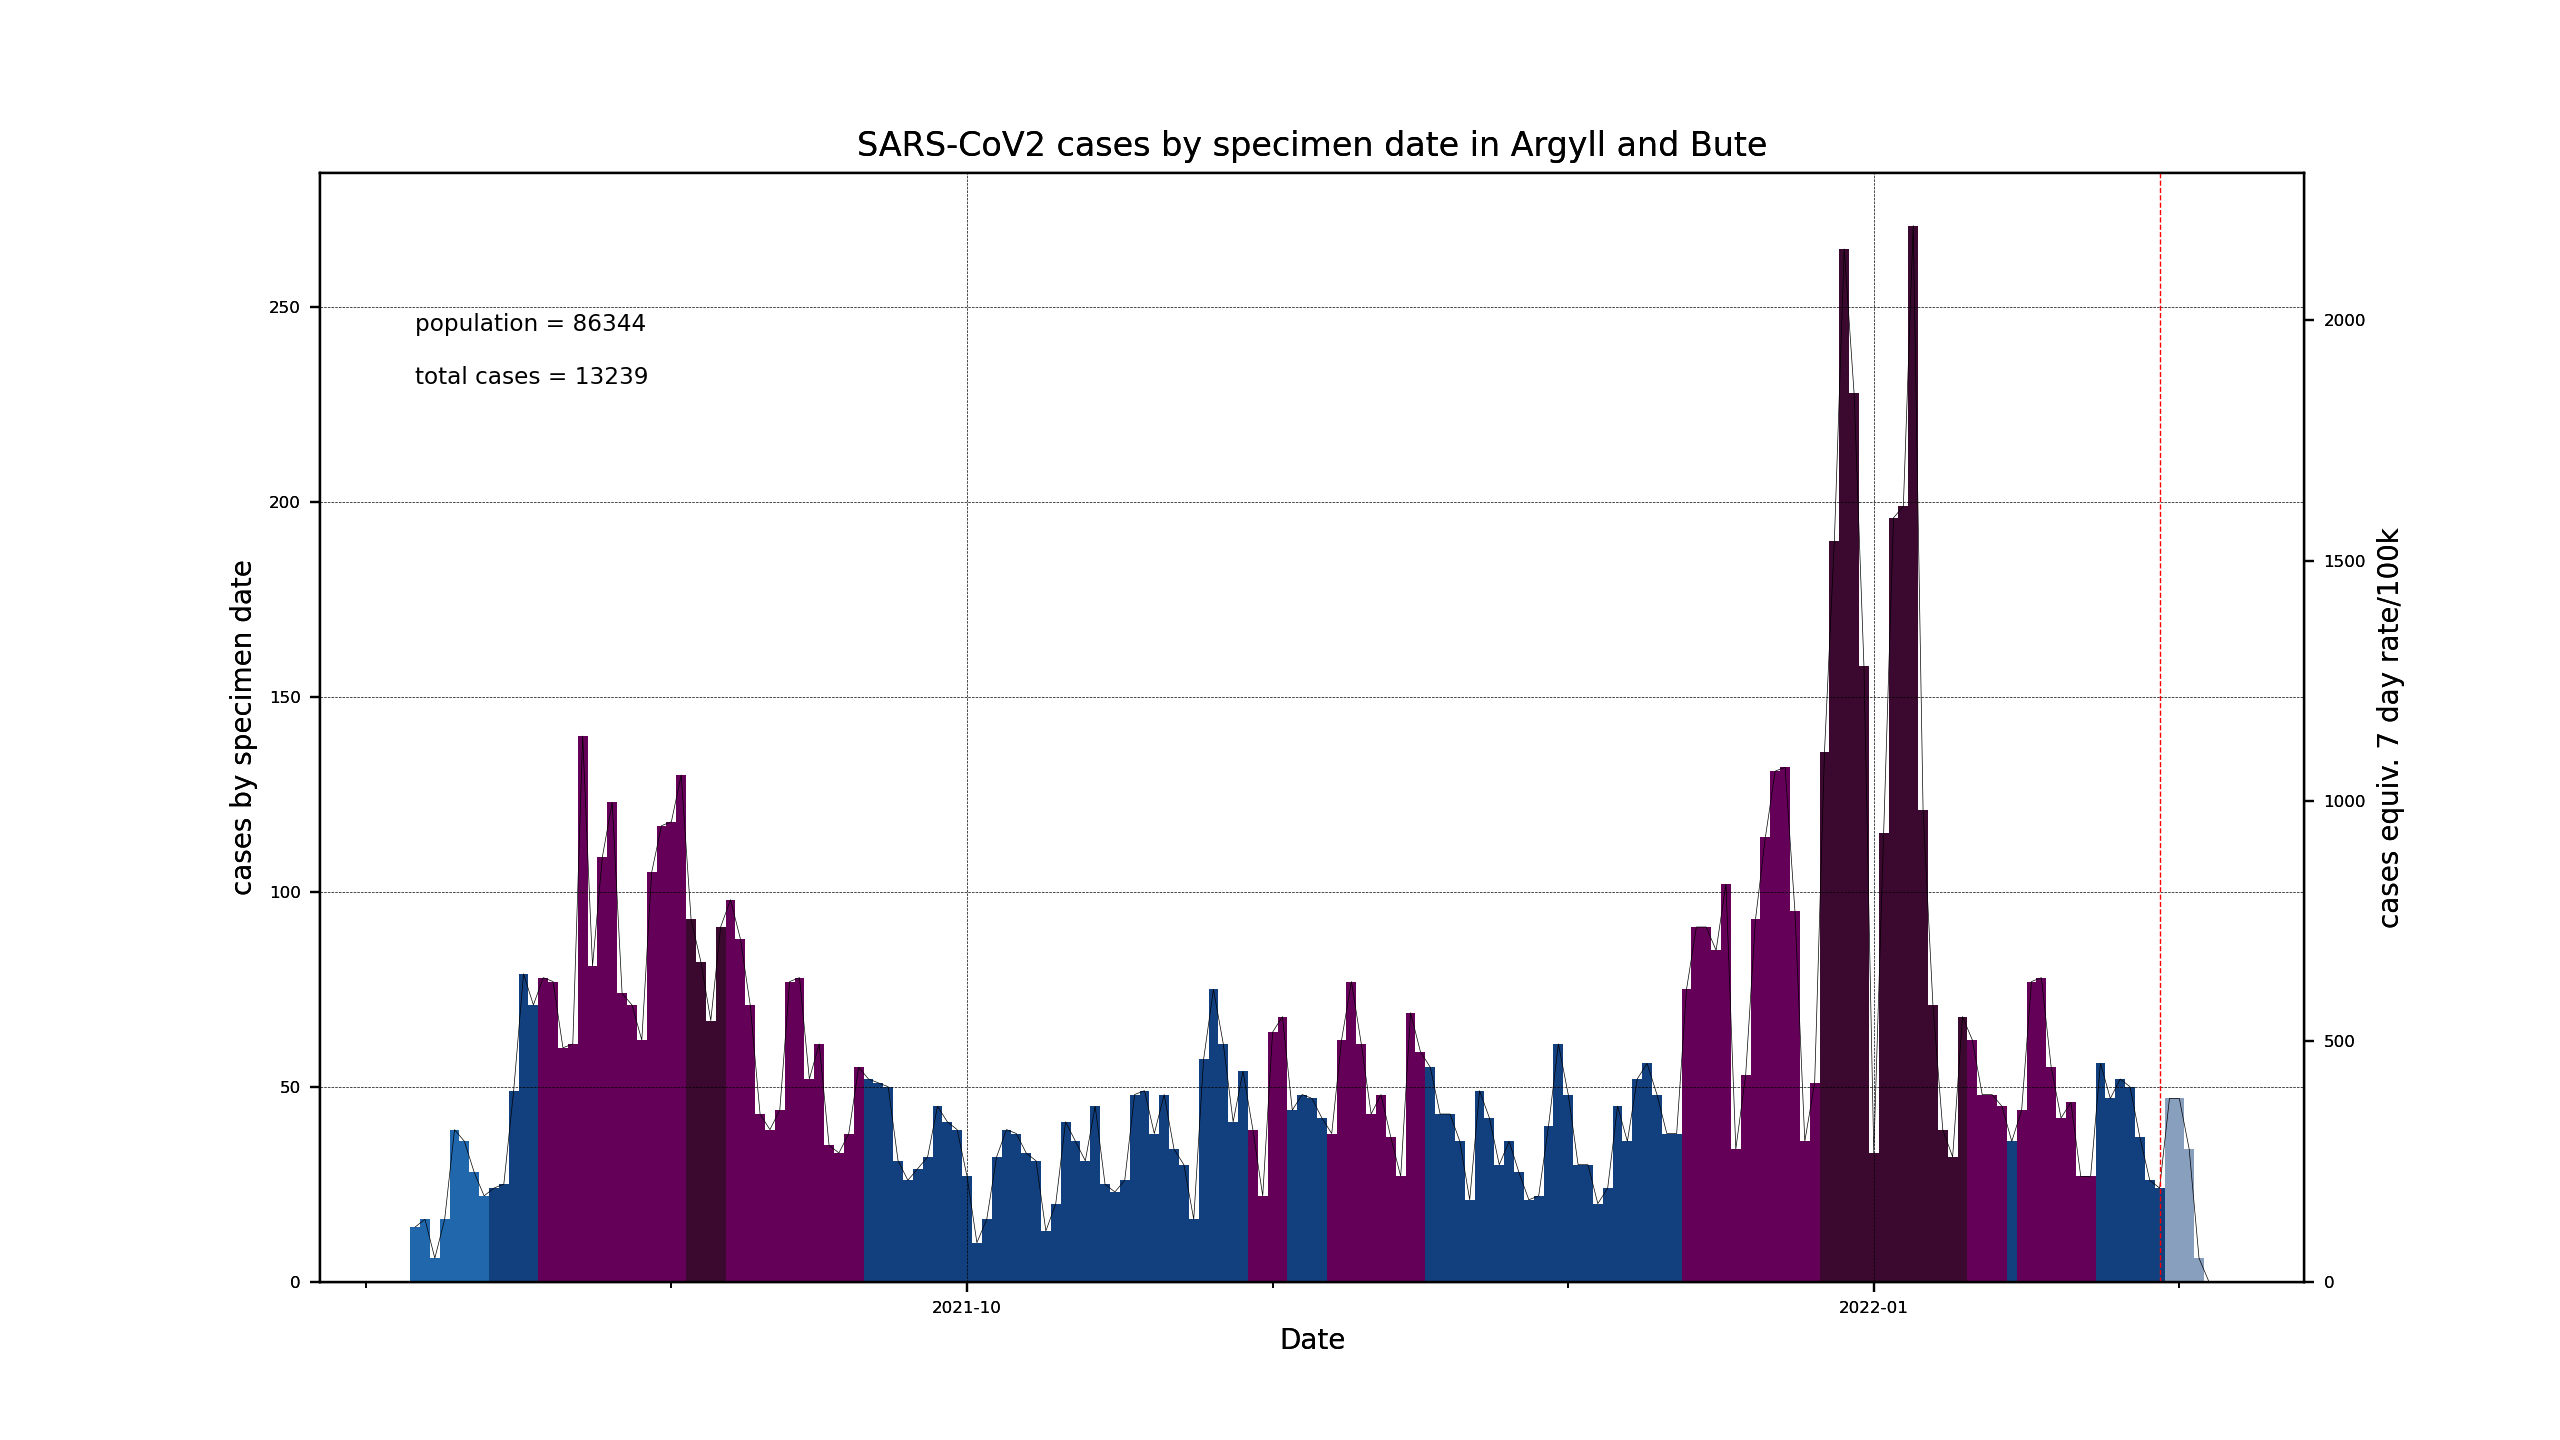 SARS-CoV2 cases by specimen date in Argyll and Bute
population = 86344
total cases = 13239
cases by specimen date
250
200
150
100
50
0
2000
1500
1000
500
0
cases equiv. 7 day rate/100k
2021-10
2022-01
Date